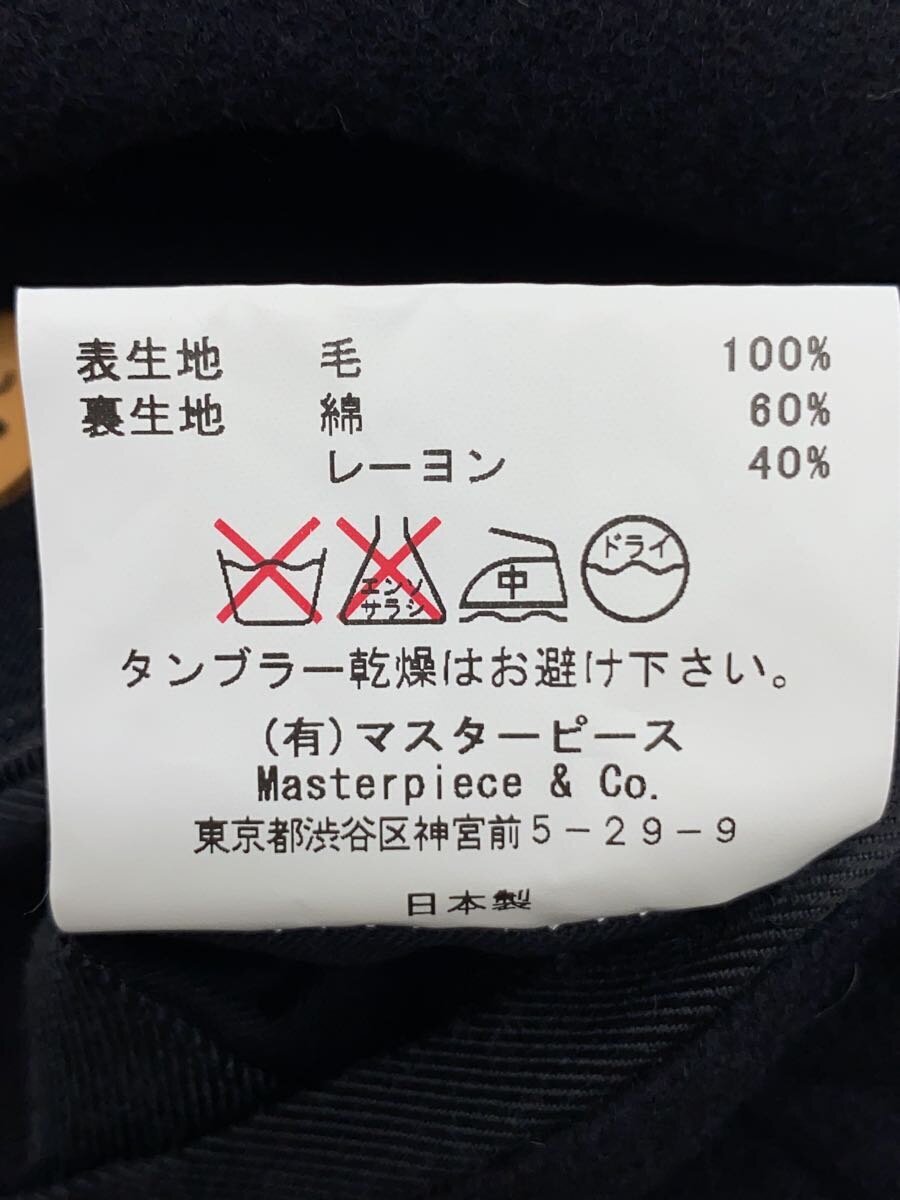 表生地 毛 100%
裏生地 綿 60%
レーヨン 40%
エンソサラシ 中 ドライ
タンブラー乾燥はお避け下さい。
(有)マスターピース
Masterpiece & Co.
東京都渋谷区神宮前5-29-9
日本製